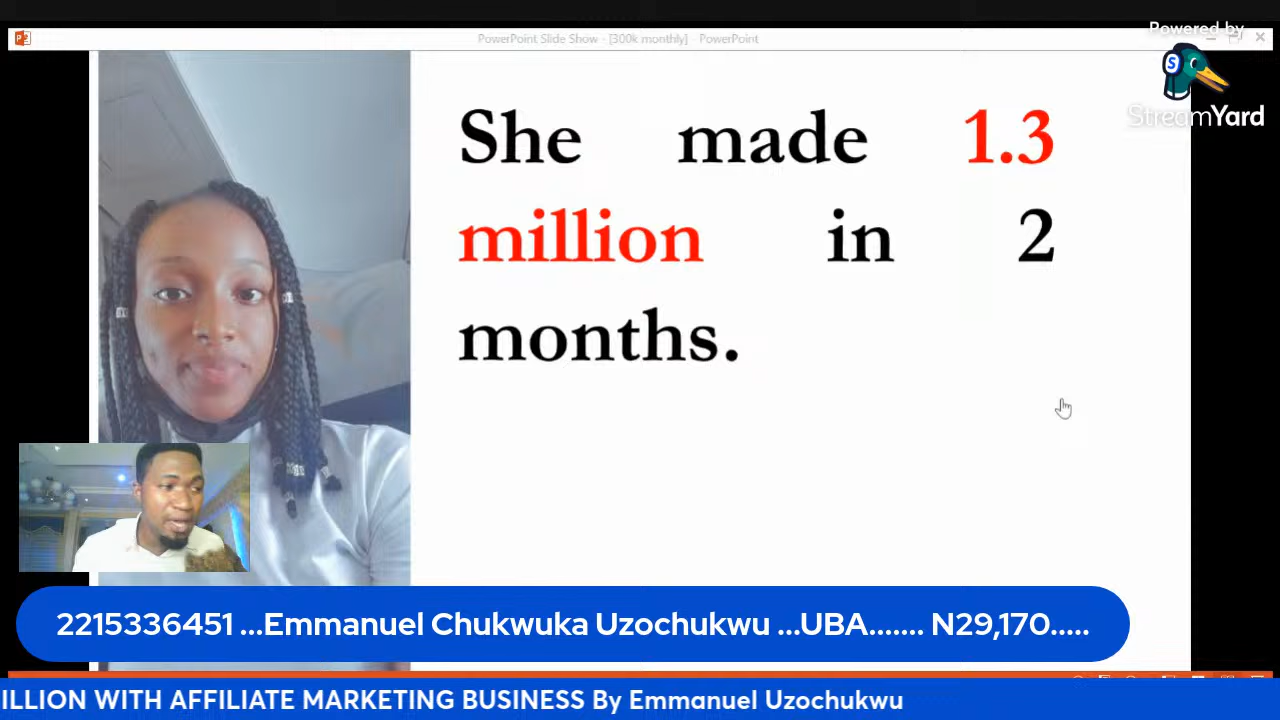 Powered by
PowerPoint Slide Show - [300k monthly] - PowerPoint
S
StreamYard
She made 1.3
million in 2
months.
2215336451 ...Emmanuel Chukwuka Uzochukwu ...UBA....... N29,170.....
ILLION WITH AFFILIATE MARKETING BUSINESS By Emmanuel Uzochukwu